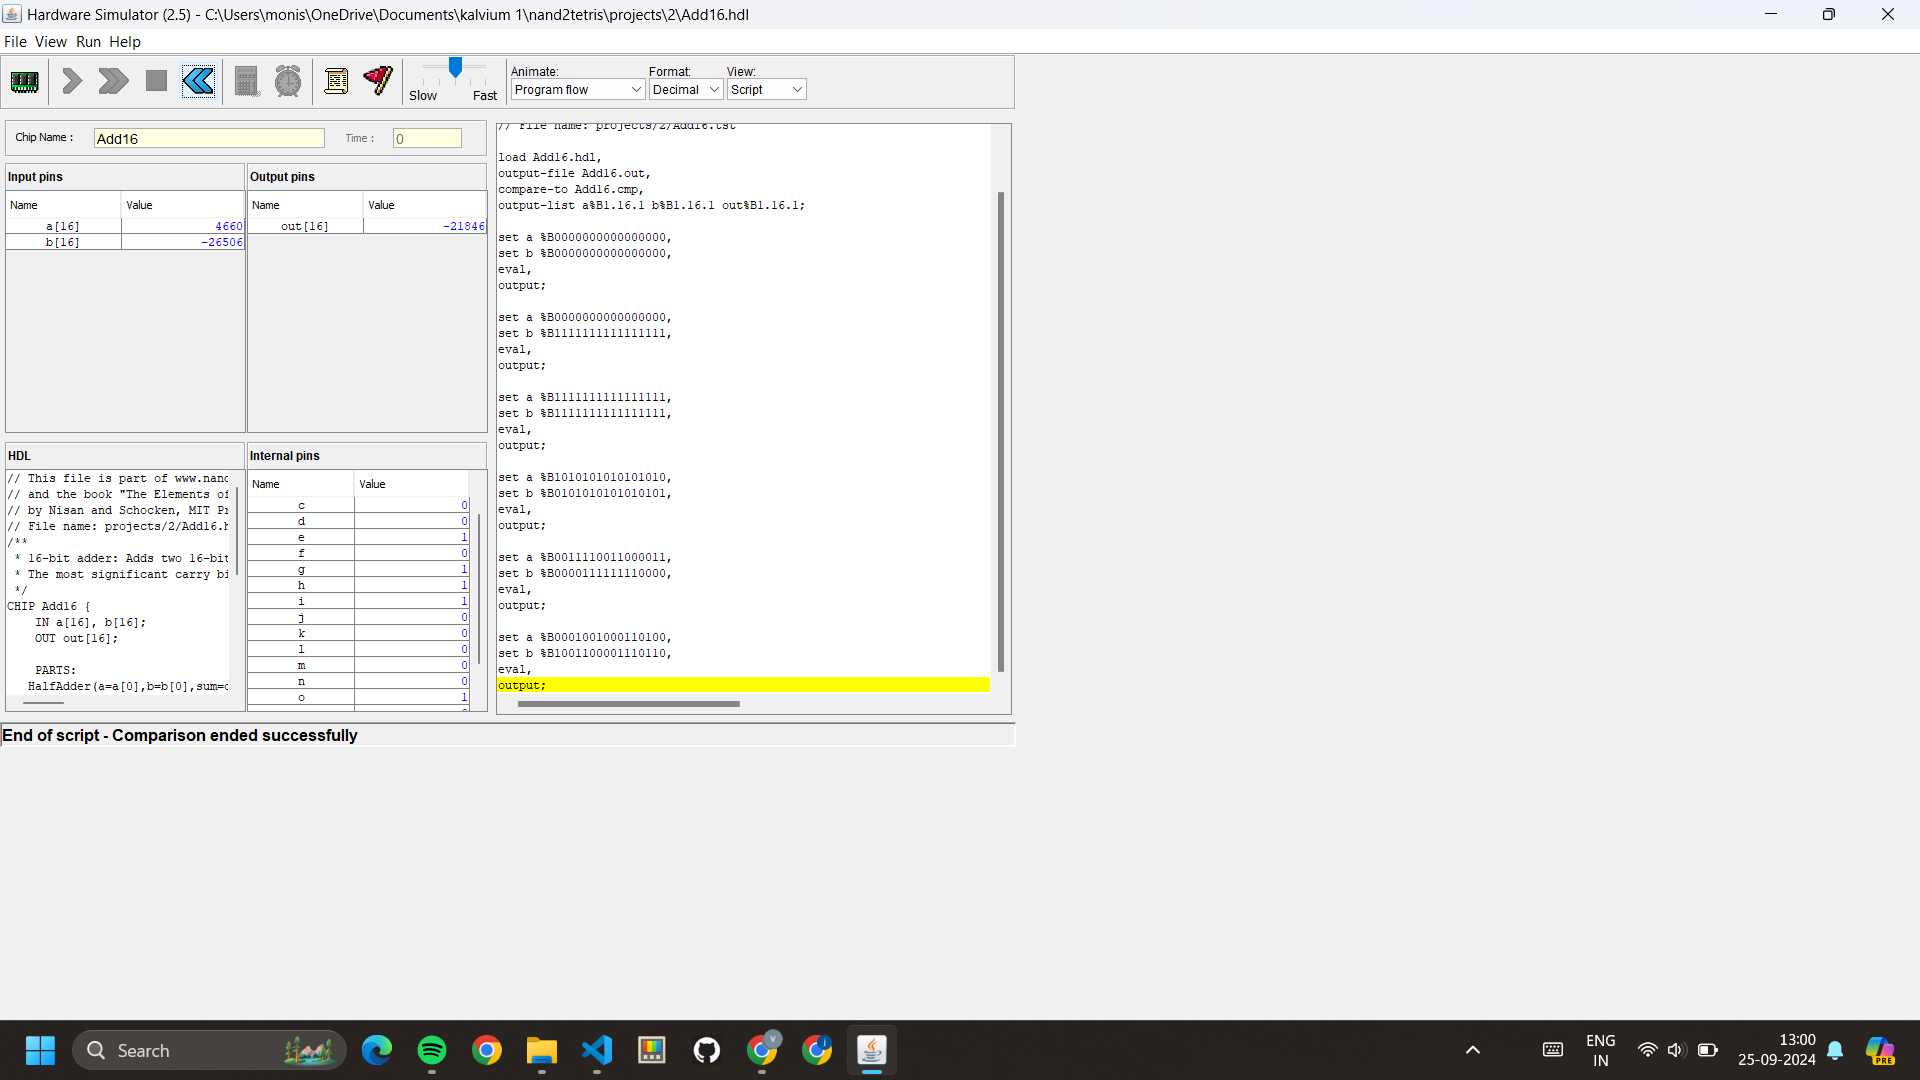 Hardware Simulator (2.5) - C:\Users\monis\OneDrive\Documents\kalvium 1\nand2tetris\projects\2\Add16.hdl
File View Run Help
Slow Fast
Animate: Format: View:
Program flow Decimal Script
Chip Name : Add16 Time : 0
Input pins
Name Value
a[16] 4660
b[16] -26506
Output pins
Name Value
out[16] -21846
HDL
// This file is part of www.nand
// and the book "The Elements of
// by Nisan and Schocken, MIT Pr
// File name: projects/2/Add16.h
/**
* 16-bit adder: Adds two 16-bit
* The most significant carry bi
*/
CHIP Add16 {
IN a[16], b[16];
OUT out[16];
PARTS:
HalfAdder(a=a[0],b=b[0],sum=o
Internal pins
Name Value
c 0
d 0
e 1
f 0
g 1
h 1
i 1
j 0
k 0
l 0
m 0
n 0
o 1
// File name: projects/2/Add16.tst
load Add16.hdl,
output-file Add16.out,
compare-to Add16.cmp,
output-list a%B1.16.1 b%B1.16.1 out%B1.16.1;
set a %B0000000000000000,
set b %B0000000000000000,
eval,
output;
set a %B0000000000000000,
set b %B1111111111111111,
eval,
output;
set a %B1111111111111111,
set b %B1111111111111111,
eval,
output;
set a %B1010101010101010,
set b %B0101010101010101,
eval,
output;
set a %B0011110011000011,
set b %B0000111111110000,
eval,
output;
set a %B0001001000110100,
set b %B1001100001110110,
eval,
output;
End of script - Comparison ended successfully
Search
ENG
IN
13:00
25-09-2024
PRE